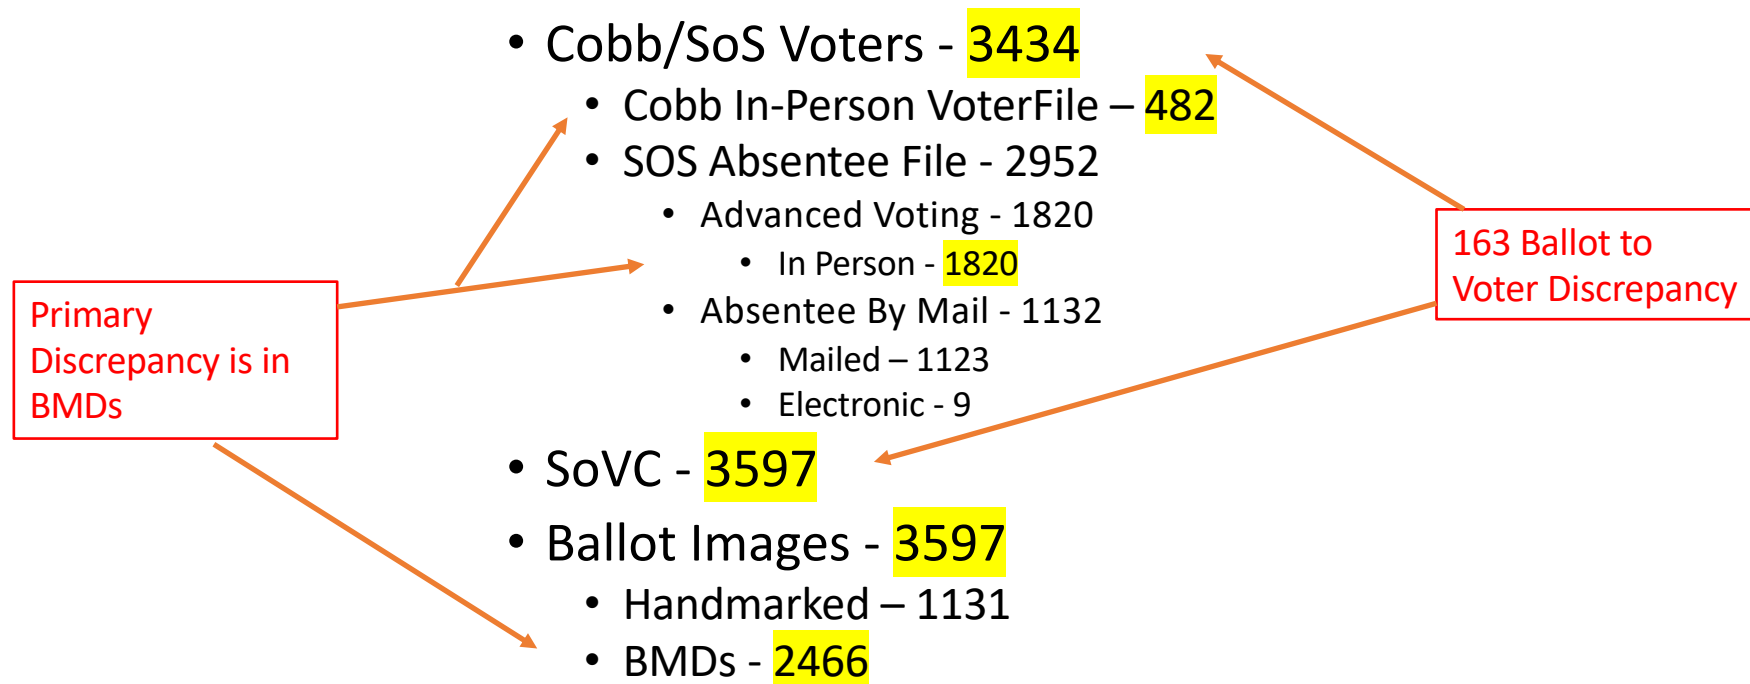 • Cobb/SoS Voters - 3434
• Cobb In-Person VoterFile – 482
• SOS Absentee File - 2952
• Advanced Voting - 1820
• In Person - 1820
• Absentee By Mail - 1132
• Mailed – 1123
• Electronic - 9
• SoVC - 3597
• Ballot Images - 3597
• Handmarked – 1131
• BMDs - 2466
Primary
Discrepancy is in
BMDs
163 Ballot to
Voter Discrepancy